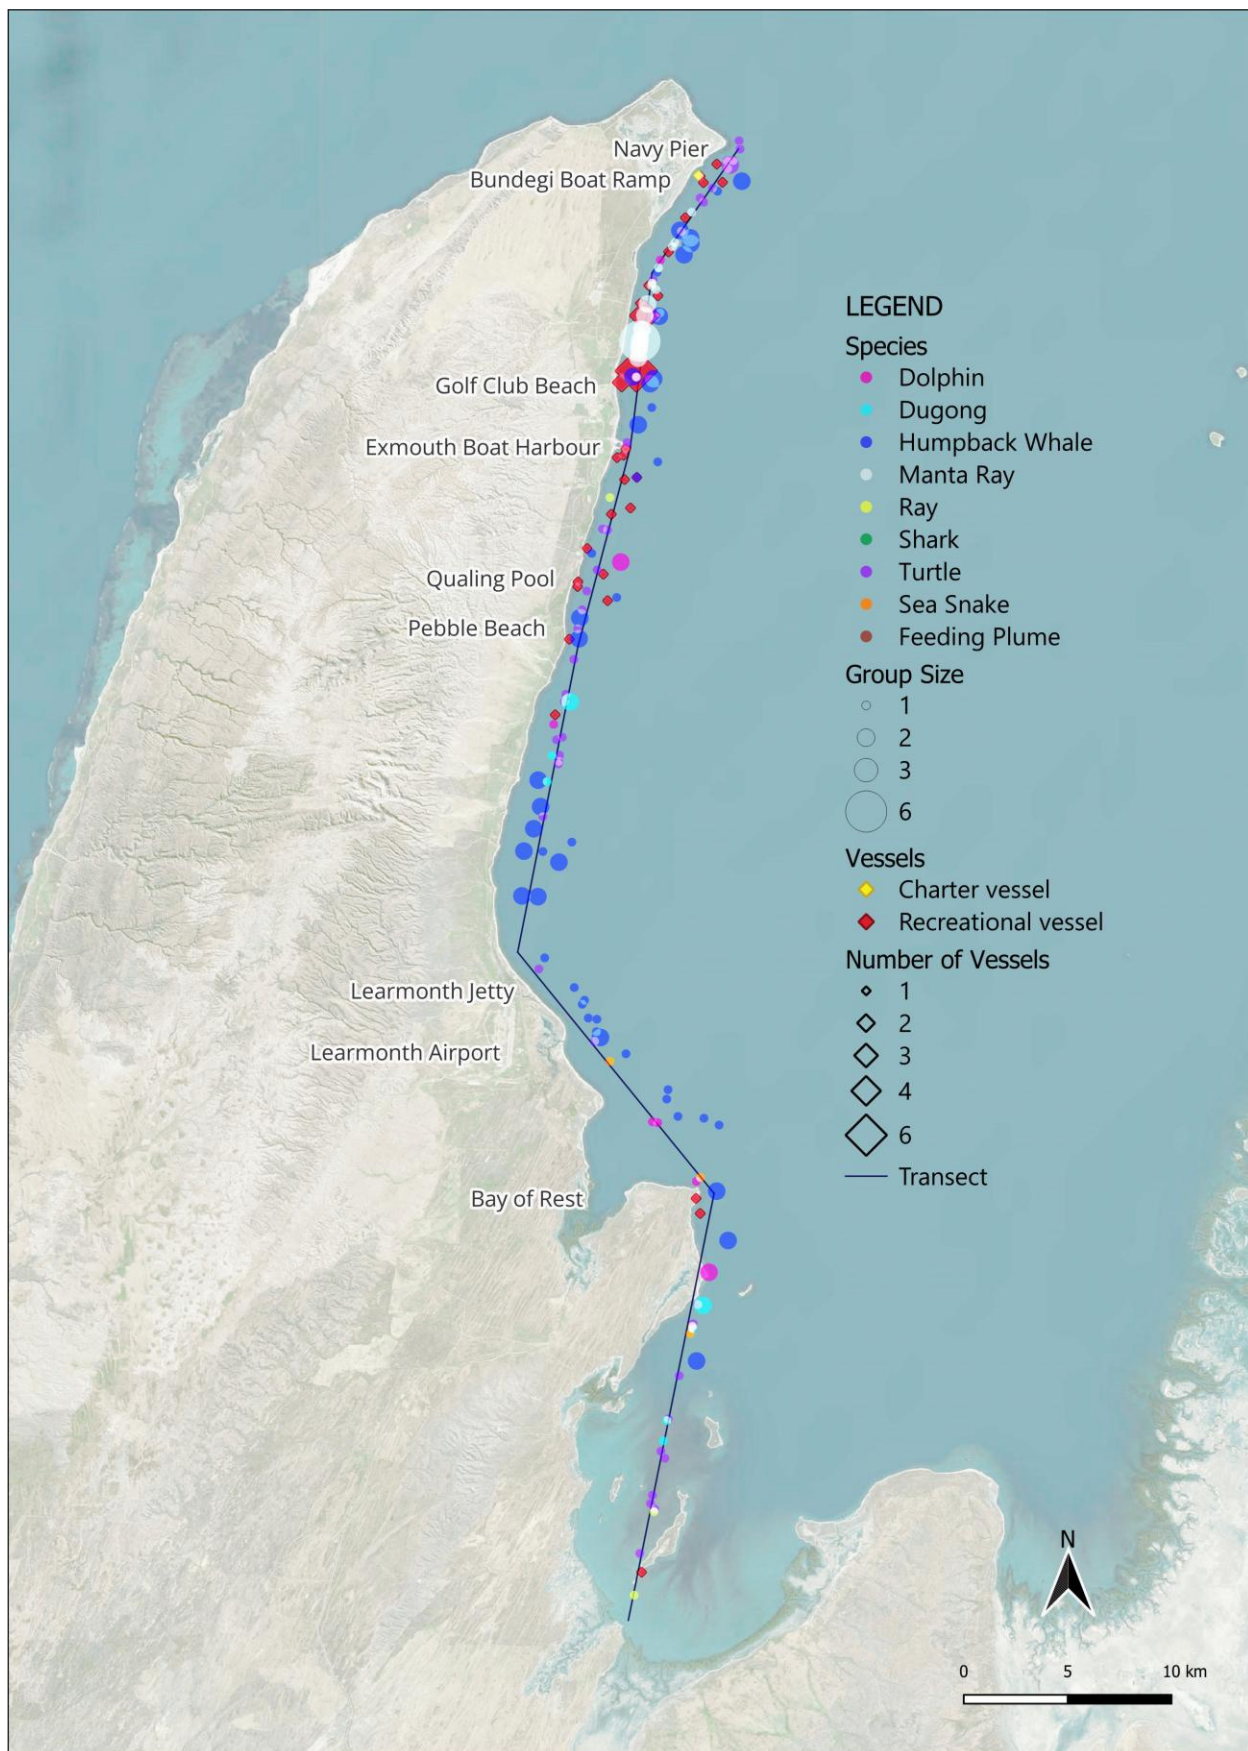 Navy Pier
Bundegi Boat Ramp
Golf Club Beach
Exmouth Boat Harbour
Qualing Pool
Pebble Beach
Learmonth Jetty
Learmonth Airport
Bay of Rest
LEGEND
Species
Dolphin
Dugong
Humpback Whale
Manta Ray
Ray
Shark
Turtle
Sea Snake
Feeding Plume
Group Size
1
2
3
6
Vessels
Charter vessel
Recreational vessel
Number of Vessels
1
2
3
4
6
Transect
N
0 5 10 km